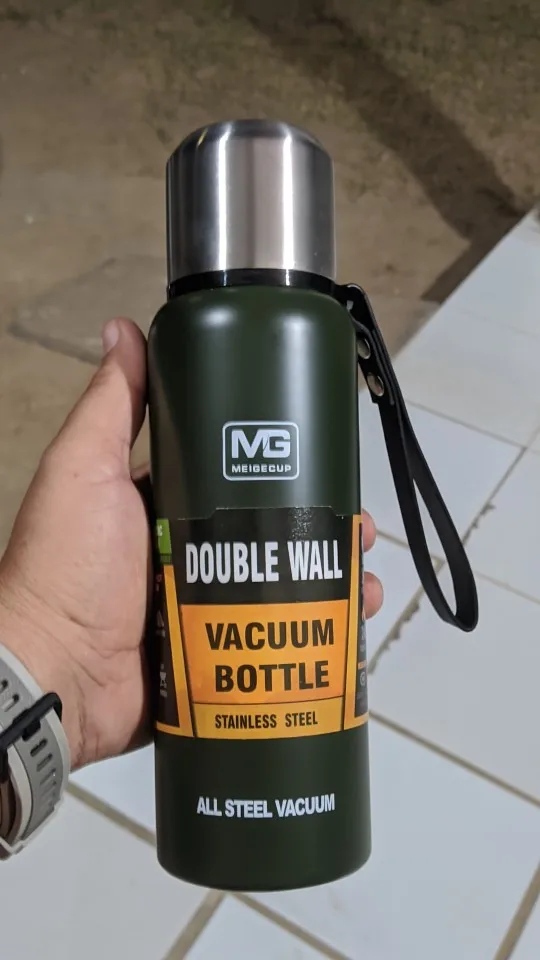 MG
MEIGECUP
DOUBLE WALL
VACUUM
BOTTLE
STAINLESS STEEL
ALL STEEL VACUUM